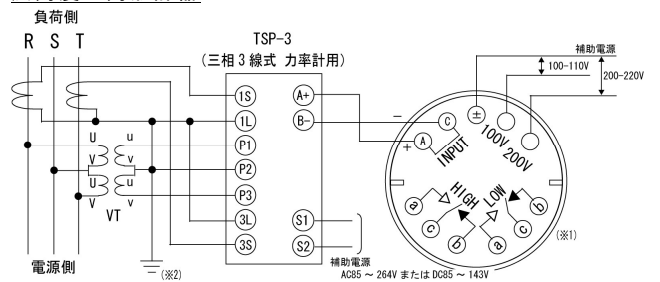 負荷側
R S T
TSP-3
(三相3線式 力率計用)
補助電源
100-110V
200-220V
1S
1L
P1
P2
P3
3L
3S
A+
B-
S1
S2
U u
V v
U u
V v
VT
− C
+ A
INPUT
±
100V
200V
HIGH
LOW
a
c
b
a
c
b
(※1)
電源側
(※2)
補助電源
AC85 ~ 264V または DC85 ~ 143V